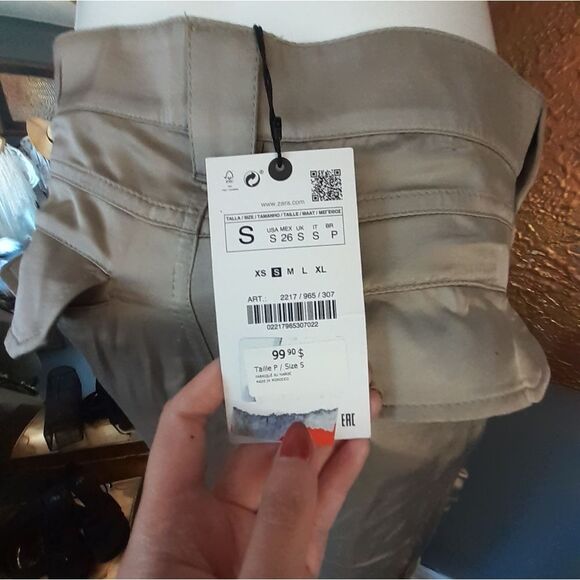 www.zara.com
TALLA / SIZE / TAMANHO / TAILLE / MAAT / ΜΕΓΕΘΟΣ
S
USA MEX UK IT BR
S 26 S S P
XS S M L XL
ART.: 2217 / 965 / 307
02217965307022
99 90 $
Taille P / Size S
FABRIQUÉ AU MAROC
MADE IN MOROCCO
EAC